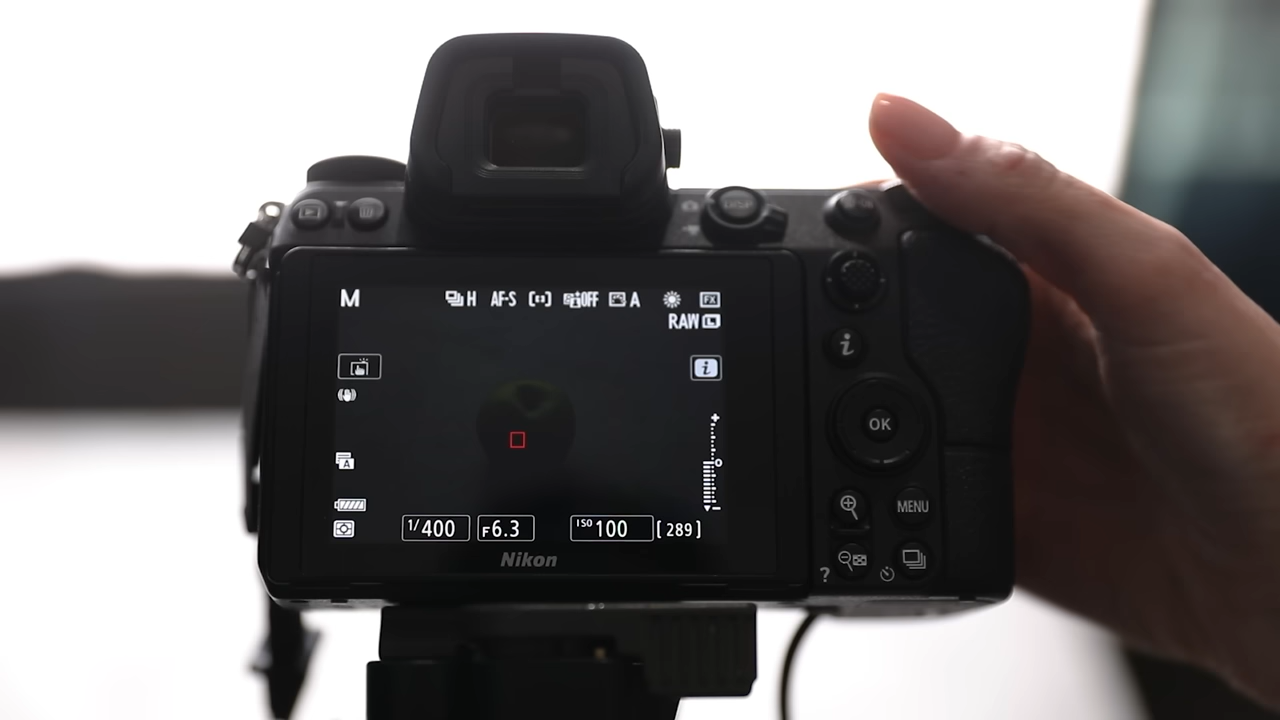 M H AF-S OFF A FX
RAW L
i
i
OK
A
1/400 F6.3 ISO 100 [289]
MENU
Nikon
?